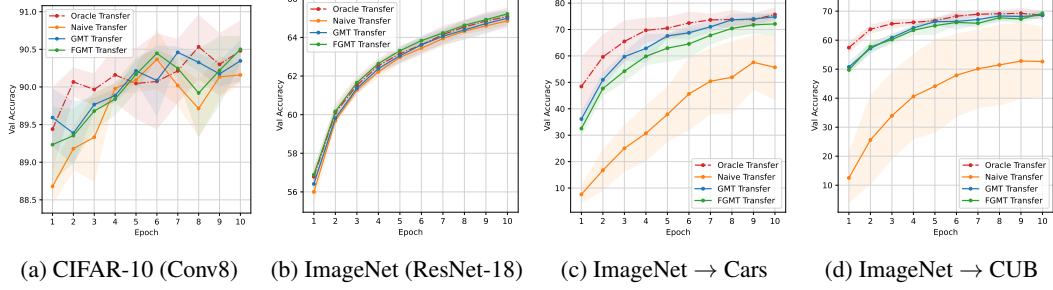 91.0
90.5
90.0
89.5
89.0
88.5
Val Accuracy
1 2 3 4 5 6 7 8 9 10
Epoch
Oracle Transfer
Naive Transfer
GMT Transfer
FGMT Transfer
(a) CIFAR-10 (Conv8)
64
62
60
58
56
Val Accuracy
1 2 3 4 5 6 7 8 9 10
Epoch
Oracle Transfer
Naive Transfer
GMT Transfer
FGMT Transfer
(b) ImageNet (ResNet-18)
80
70
60
50
40
30
20
10
Val Accuracy
1 2 3 4 5 6 7 8 9 10
Epoch
Oracle Transfer
Naive Transfer
GMT Transfer
FGMT Transfer
(c) ImageNet → Cars
70
60
50
40
30
20
10
Val Accuracy
1 2 3 4 5 6 7 8 9 10
Epoch
Oracle Transfer
Naive Transfer
GMT Transfer
FGMT Transfer
(d) ImageNet → CUB